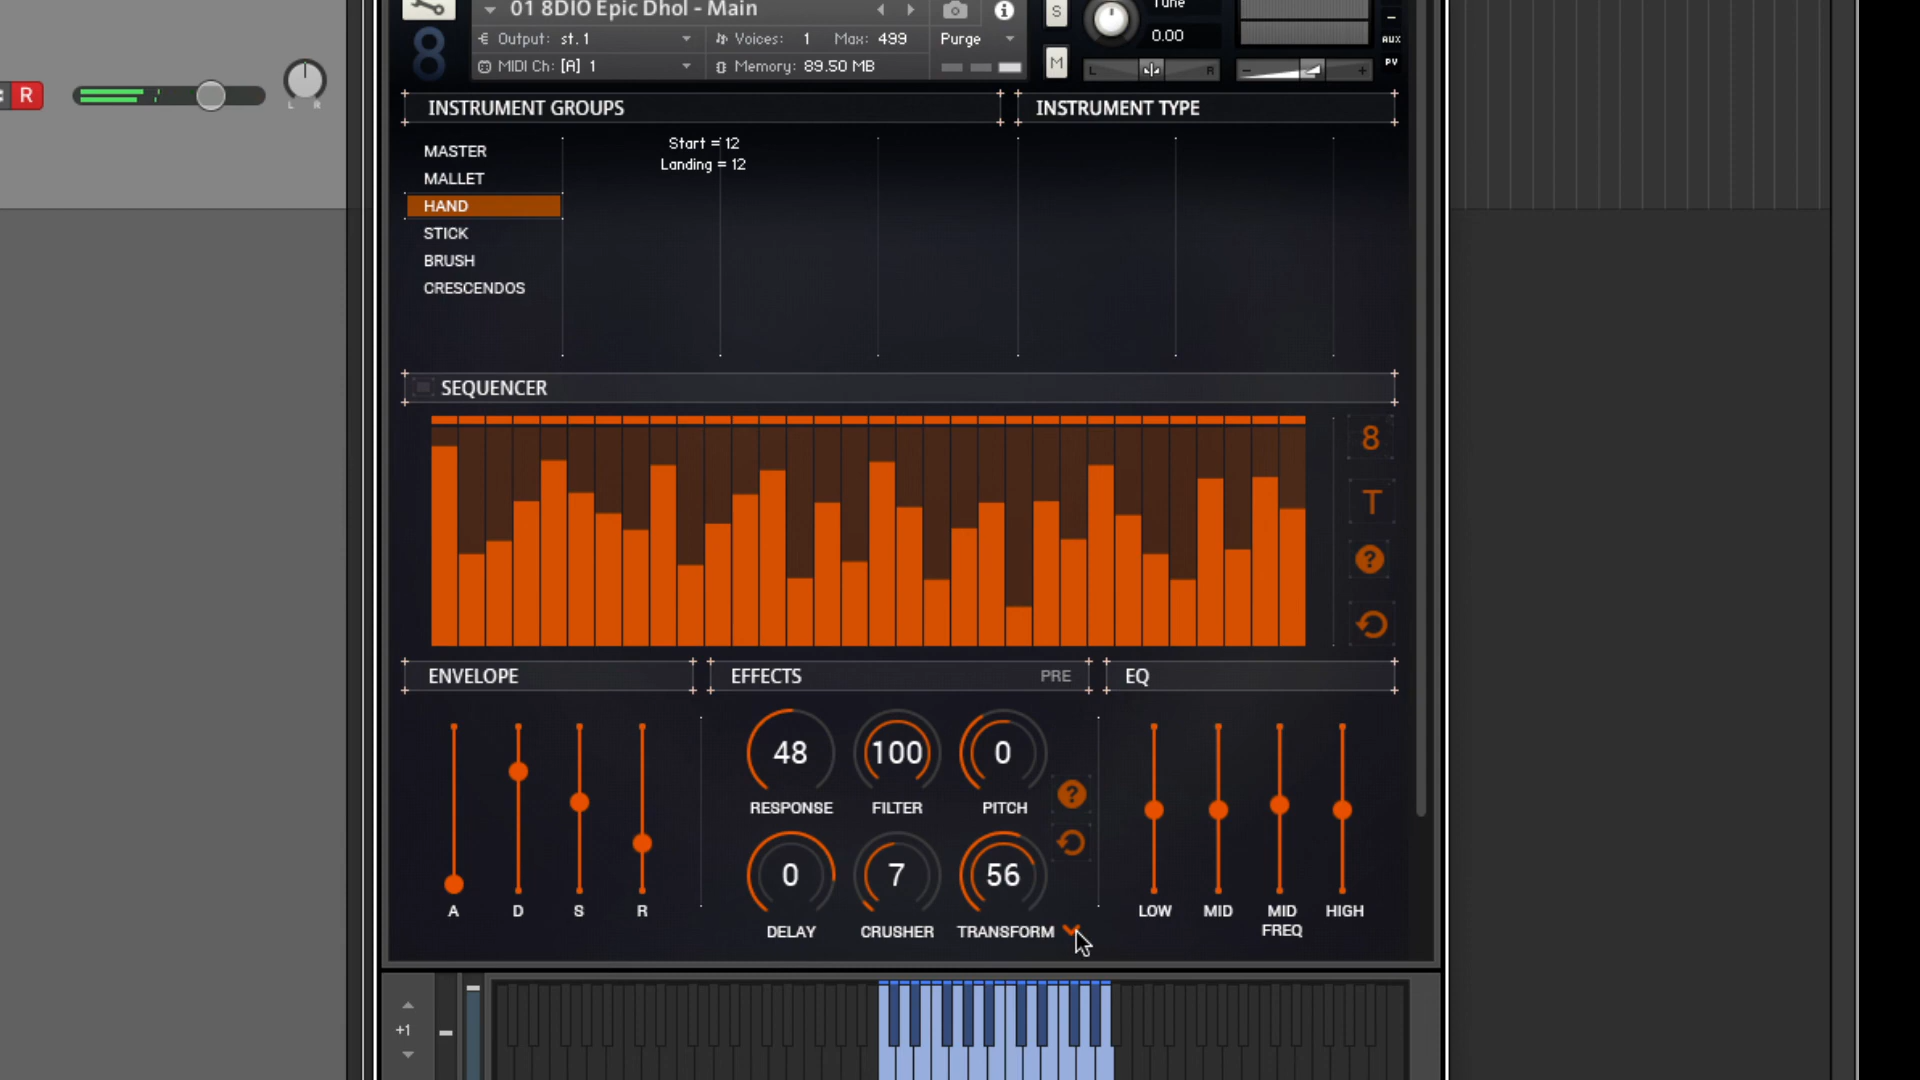 01 8DIO Epic Dhol - Main
Output: st.1
Voices: 1 Max: 499
Purge
MIDI Ch: [A] 1
Memory: 89.50 MB
S
M
Tune
0.00
L R
- +
AUX
PV
8
R
L R
INSTRUMENT GROUPS
INSTRUMENT TYPE
MASTER
MALLET
HAND
STICK
BRUSH
CRESCENDOS
Start = 12
Landing = 12
SEQUENCER
8
T
?
ENVELOPE
EFFECTS
PRE
EQ
48
100
0
RESPONSE
FILTER
PITCH
?
0
7
56
DELAY
CRUSHER
TRANSFORM
A
D
S
R
LOW
MID
MID FREQ
HIGH
+1